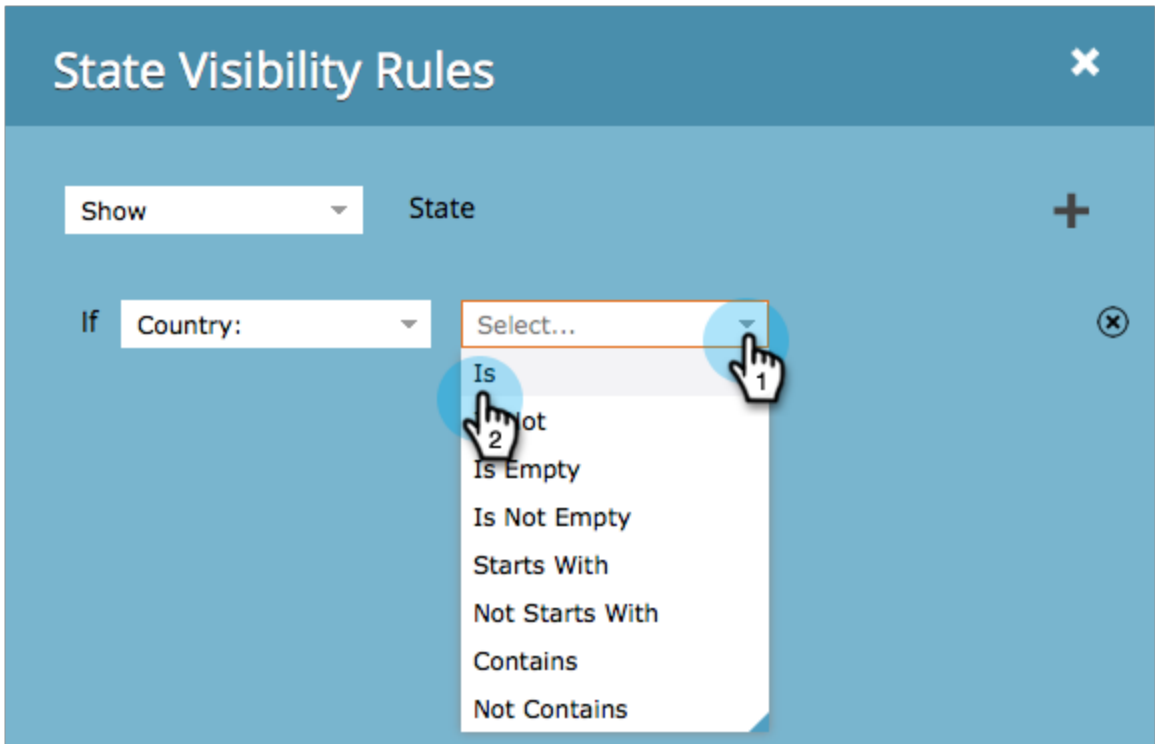 State Visibility Rules
Show State
If Country: Select...
1
Is
2
Not
Is Empty
Is Not Empty
Starts With
Not Starts With
Contains
Not Contains